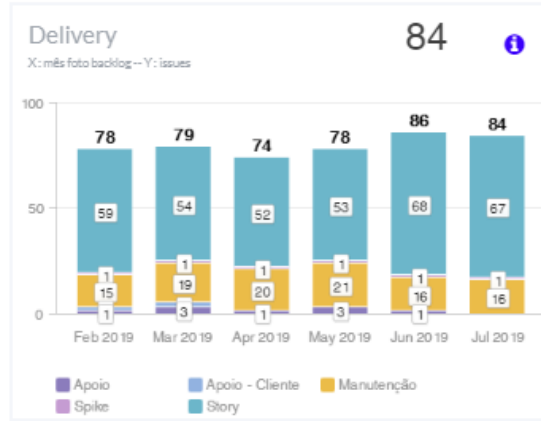 Delivery
84
X: mês foto backlog -- Y: issues
100
78
79
74
78
86
84
59
54
52
53
68
67
50
1
1
1
1
1
1
15
19
20
21
16
16
1
3
1
3
1
0
Feb 2019
Mar 2019
Apr 2019
May 2019
Jun 2019
Jul 2019
Apoio
Apoio - Cliente
Manutenção
Spike
Story